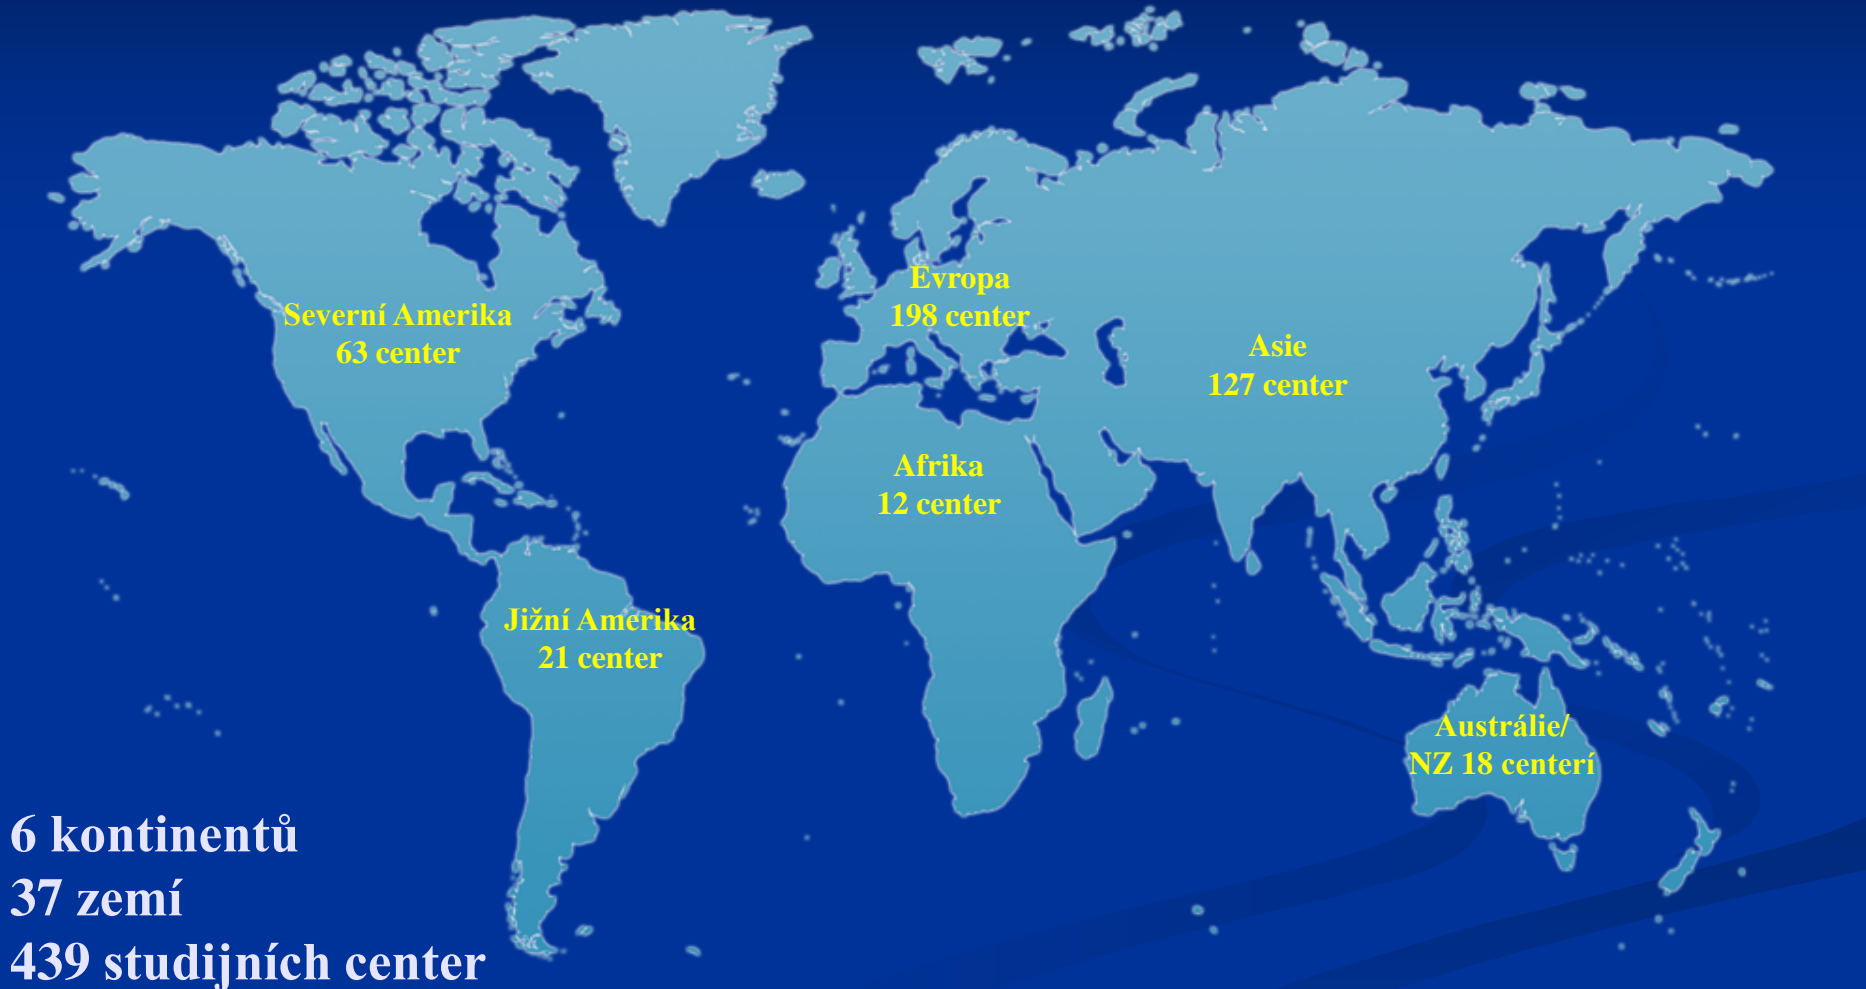 Evropa
198 center
Severní Amerika
63 center
Asie
127 center
Afrika
12 center
Jižní Amerika
21 center
Austrálie/
NZ 18 centerí
6 kontinentů
37 zemí
439 studijních center